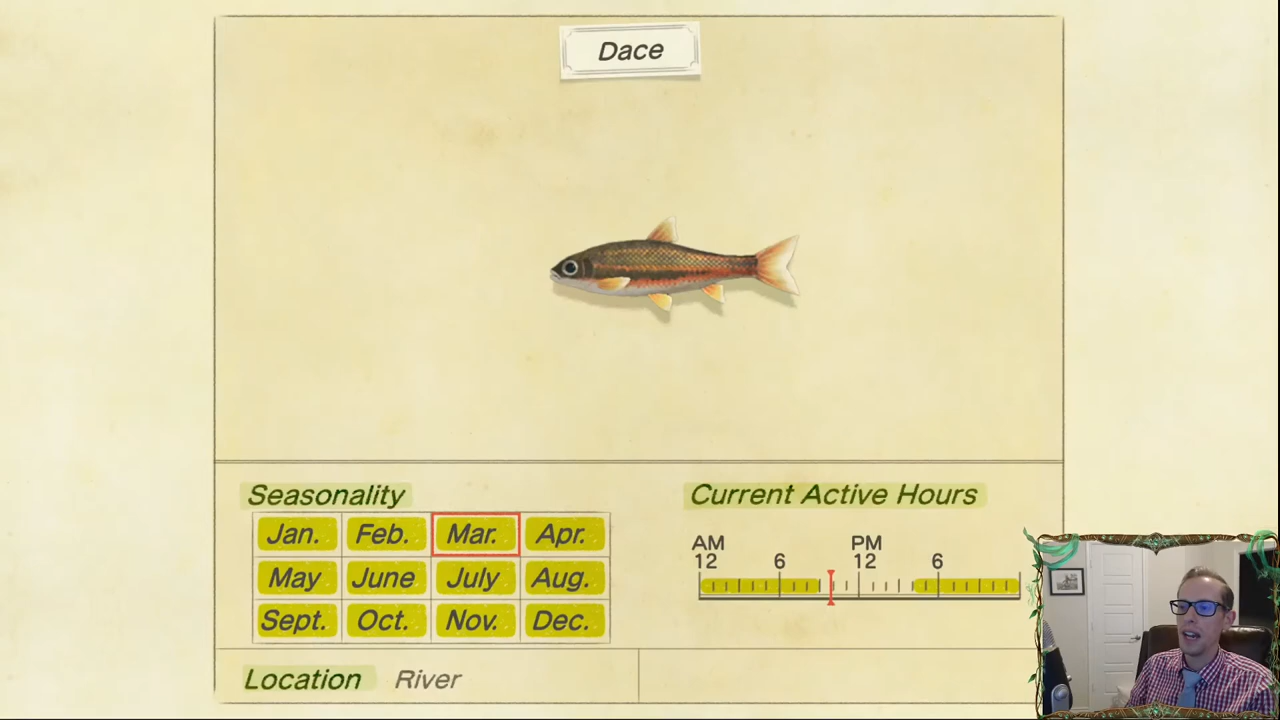 Dace
Seasonality
Jan. Feb. Mar. Apr.
May June July Aug.
Sept. Oct. Nov. Dec.
Current Active Hours
AM PM
12 6 12 6
Location River